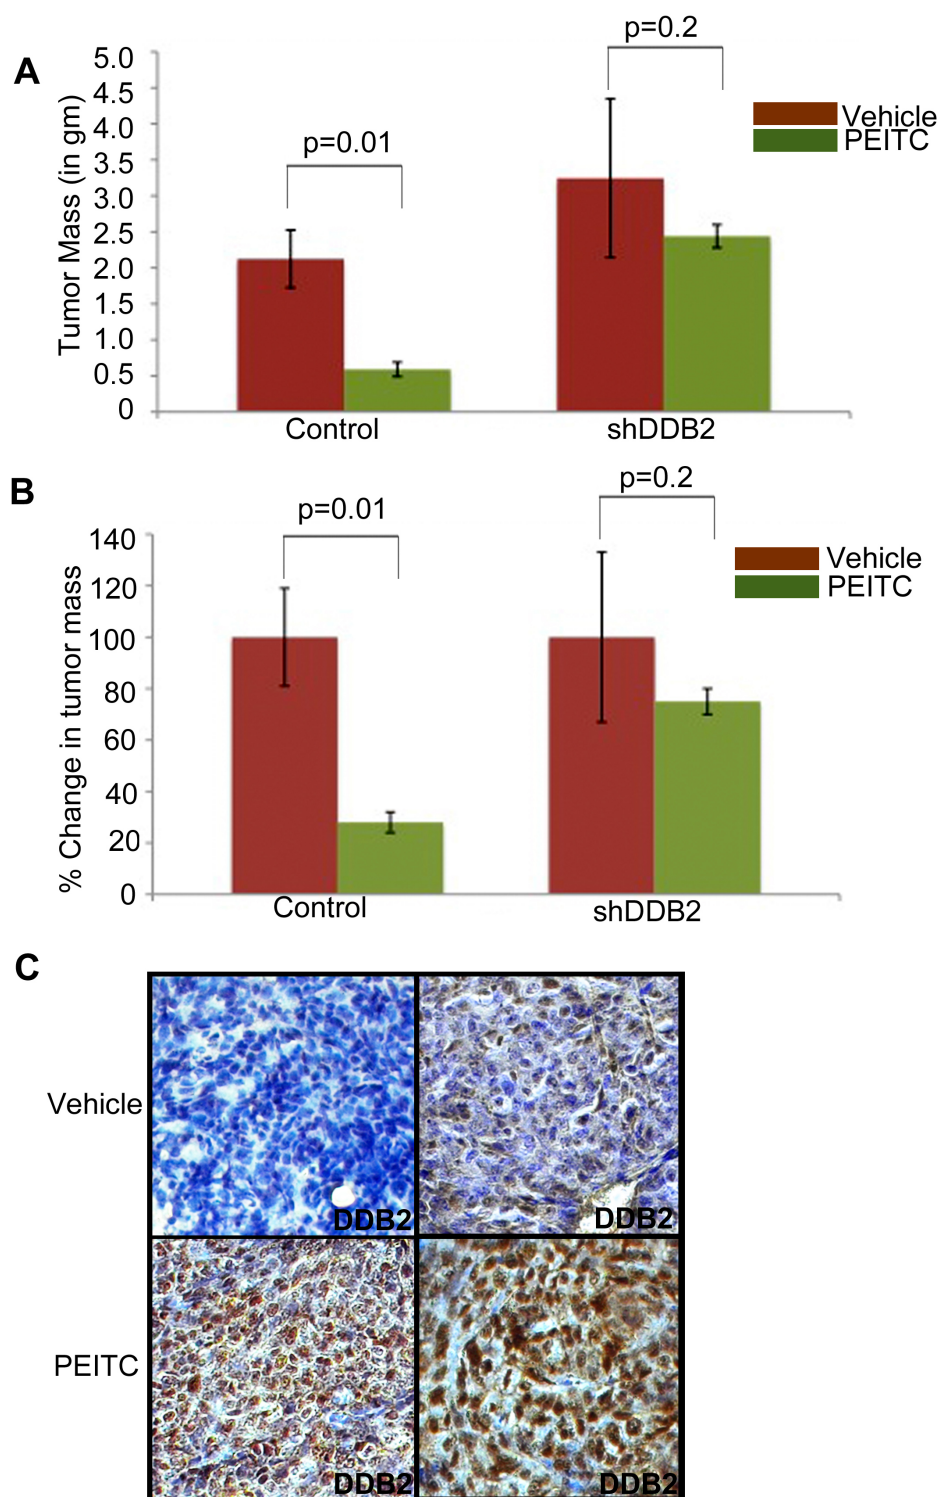 A
p=0.2
p=0.01
Vehicle
PEITC
Tumor Mass (in gm)
5.0
4.5
4.0
3.5
3.0
2.5
2.0
1.5
1.0
0.5
0
Control
shDDB2
B
p=0.2
p=0.01
Vehicle
PEITC
% Change in tumor mass
140
120
100
80
60
40
20
0
Control
shDDB2
C
Vehicle
DDB2
DDB2
PEITC
DDB2
DDB2